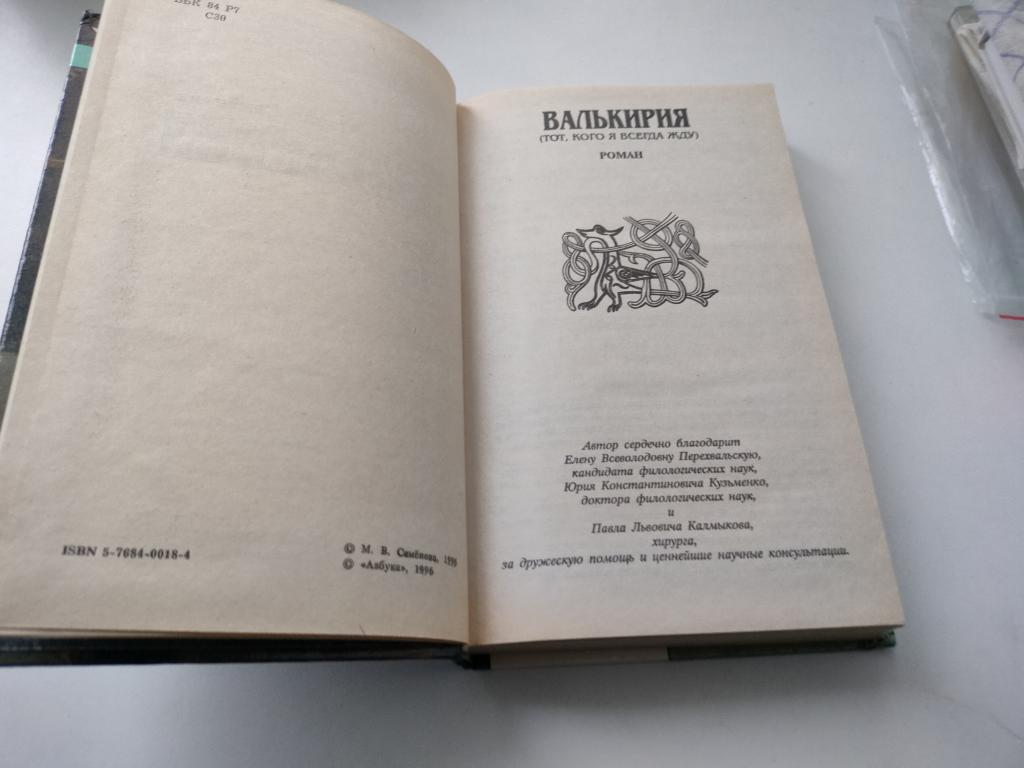 ББК 84 Р7
С30
ISBN 5-7684-0018-4
© М. В. Семёнова, 1996
© «Азбука», 1996
ВАЛЬКИРИЯ
(ТОТ, КОГО Я ВСЕГДА ЖДУ)
РОМАН
Автор сердечно благодарит
Елену Всеволодовну Перехвальскую,
кандидата филологических наук,
Юрия Константиновича Кузьменко,
доктора филологических наук,
и
Павла Львовича Калмыкова,
хирурга,
за дружескую помощь и ценнейшие научные консультации.